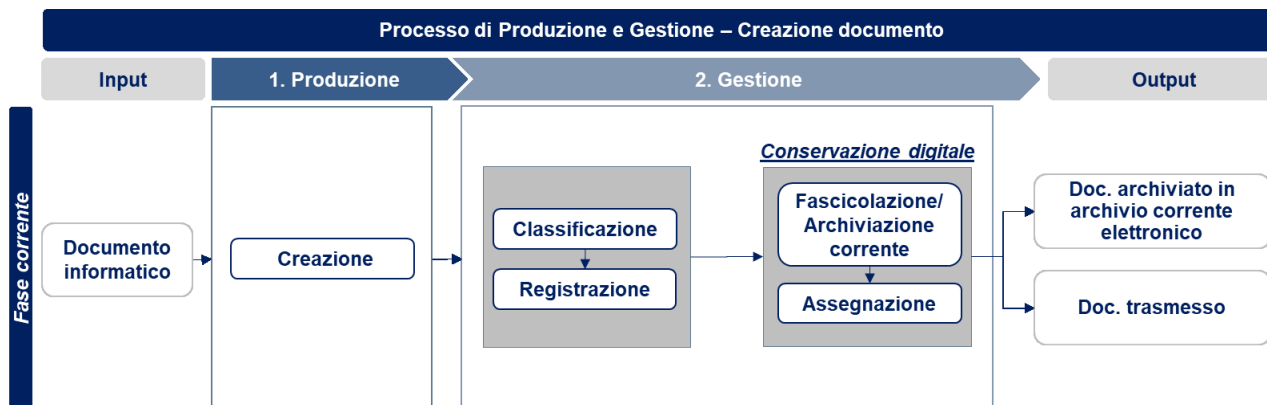 Processo di Produzione e Gestione – Creazione documento
Input
1. Produzione
2. Gestione
Output
Fase corrente
Documento
informatico
Creazione
Classificazione
Registrazione
Conservazione digitale
Fascicolazione/
Archiviazione
corrente
Assegnazione
Doc. archiviato in
archivio corrente
elettronico
Doc. trasmesso